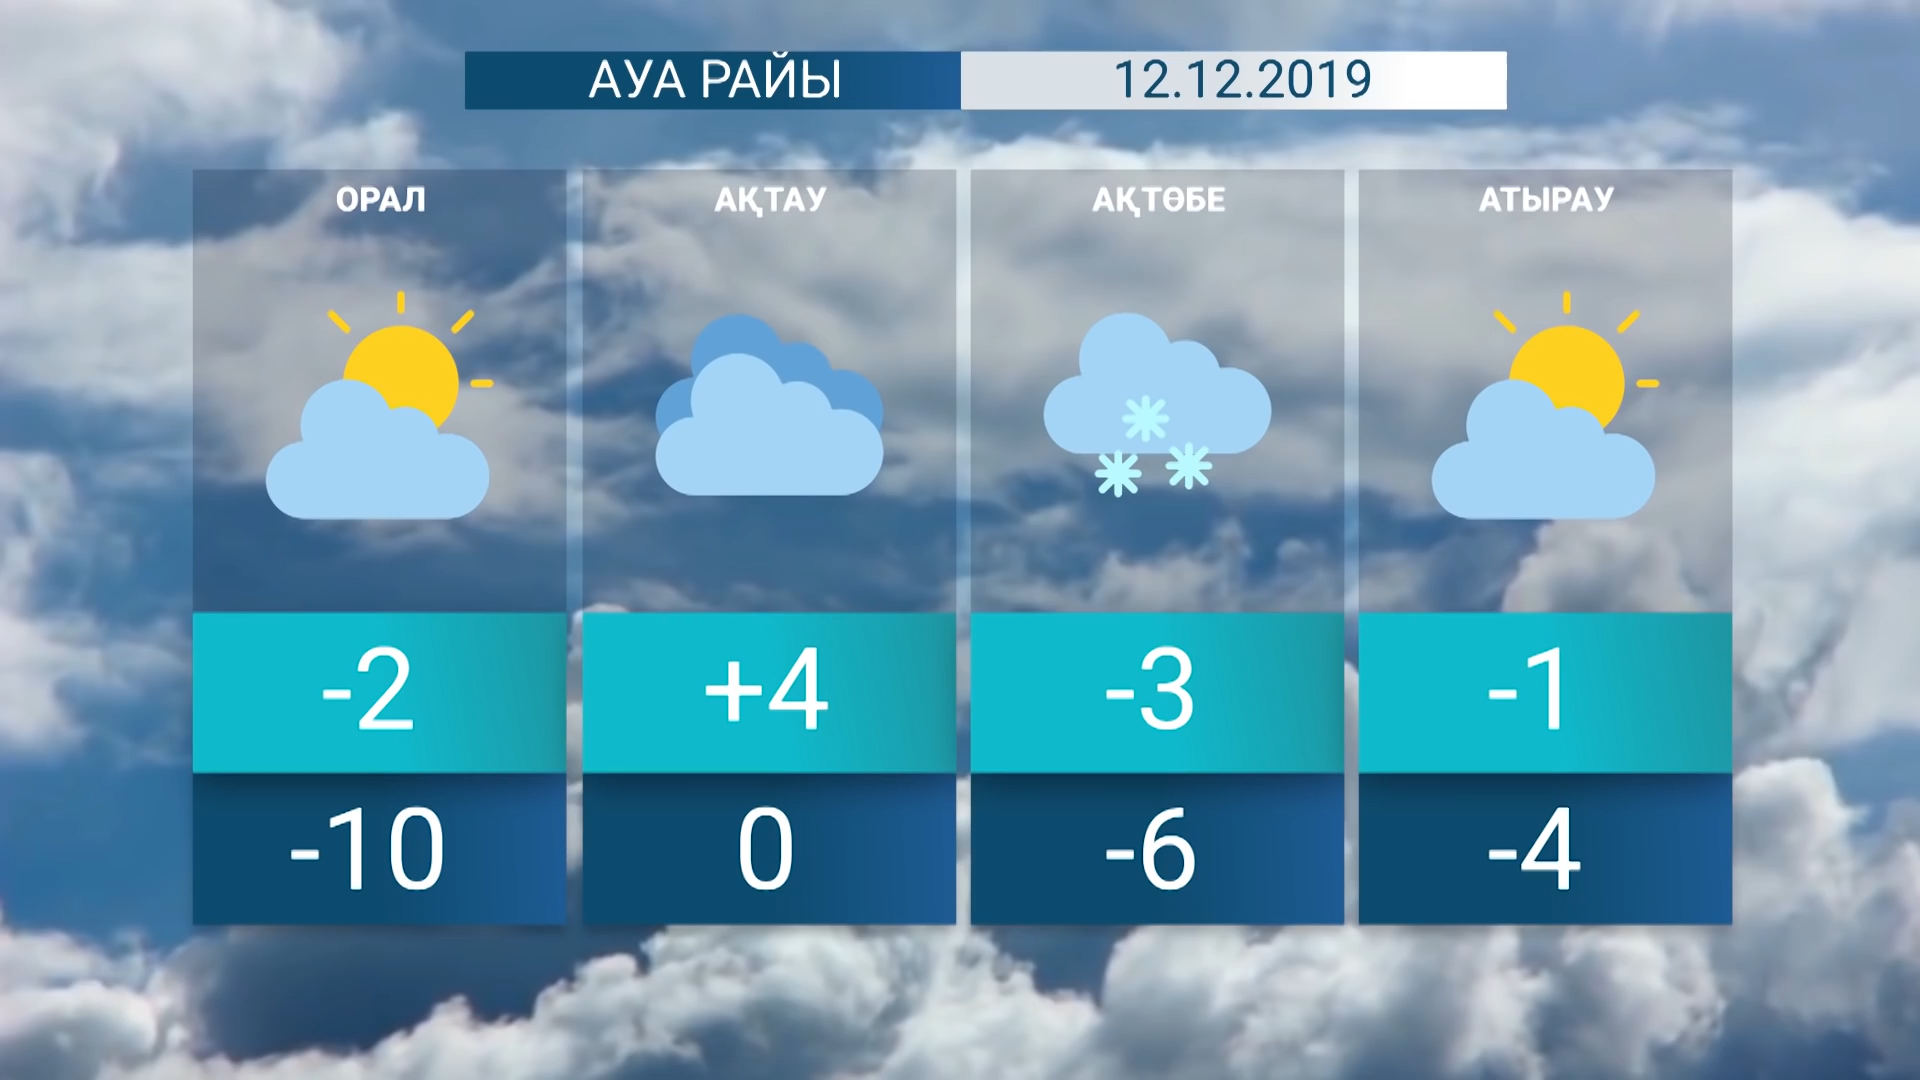 АУА РАЙЫ 12.12.2019
ОРАЛ АҚТАУ АҚТӨБЕ АТЫРАУ
-2 +4 -3 -1
-10 0 -6 -4